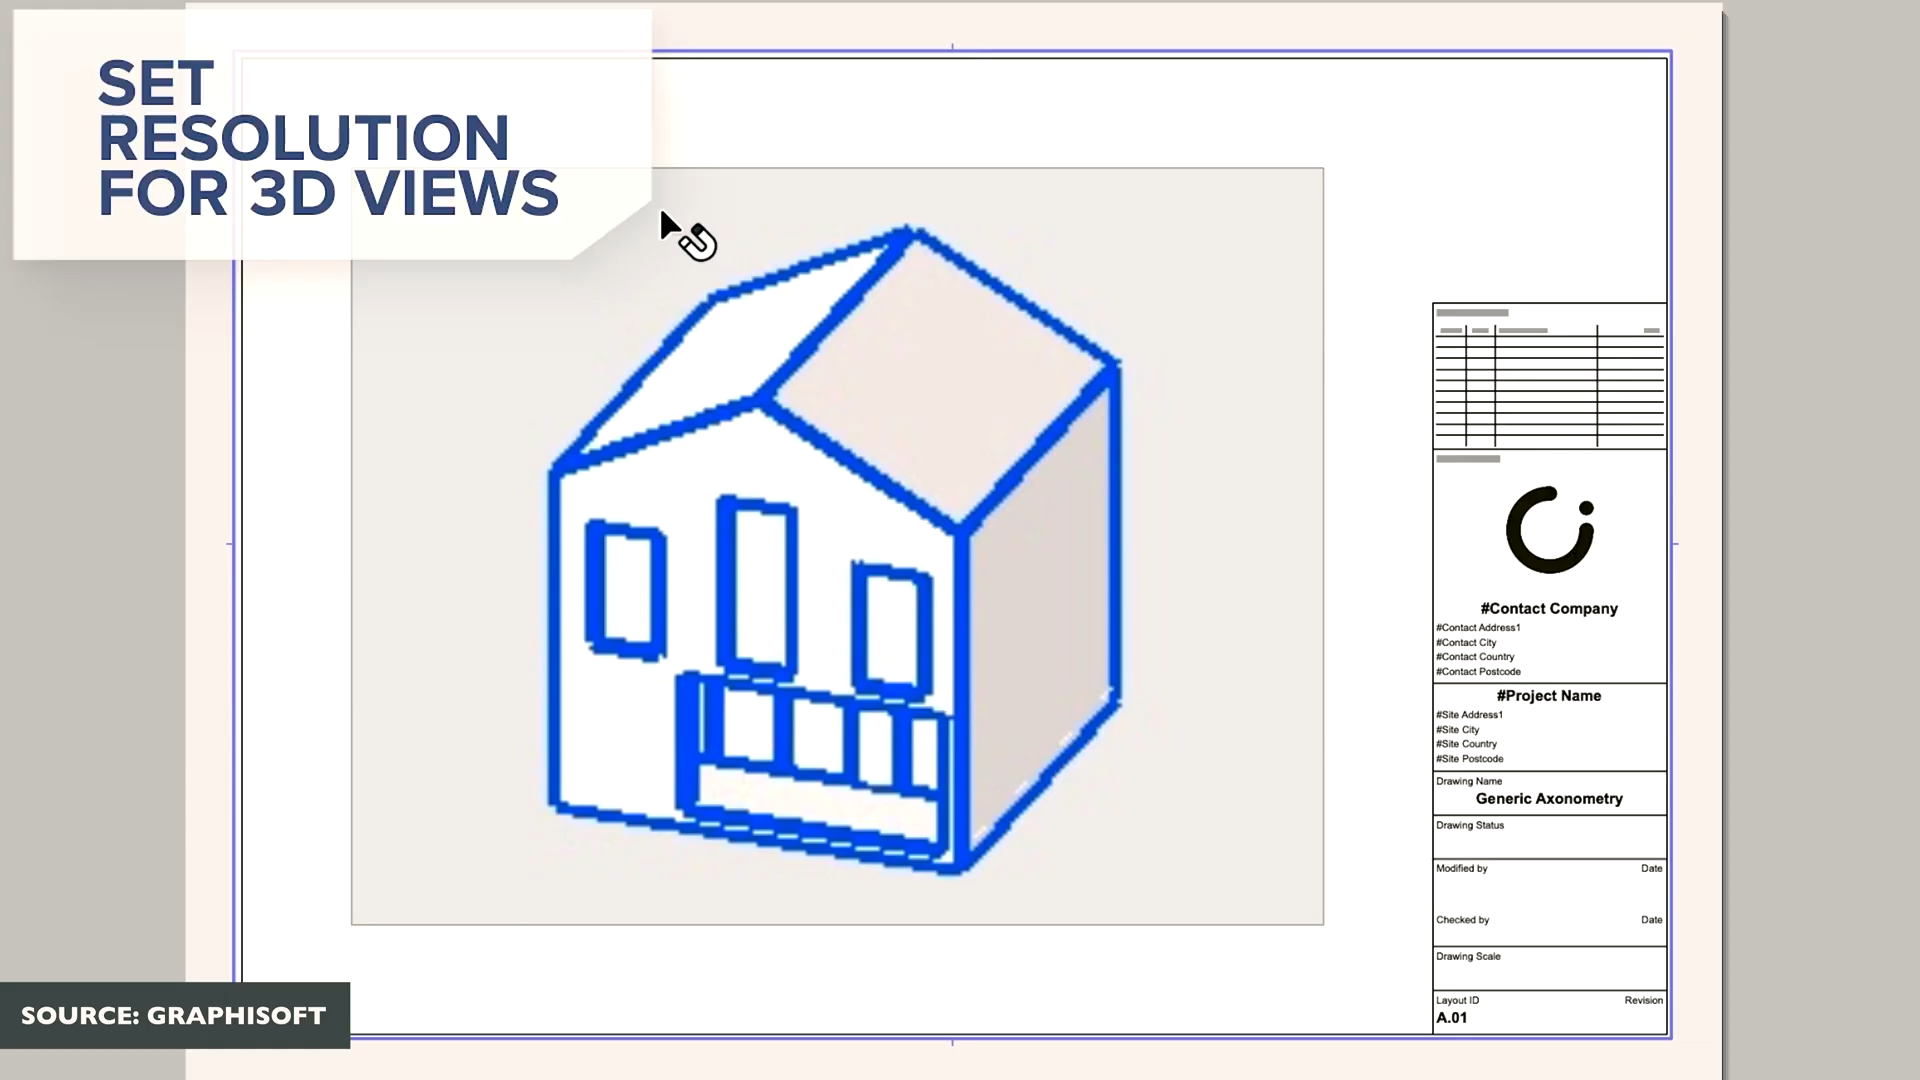 SET
RESOLUTION
FOR 3D VIEWS
#Contact Company
#Contact Address1
#Contact City
#Contact Country
#Contact Postcode
#Project Name
#Site Address1
#Site City
#Site Country
#Site Postcode
Drawing Name
Generic Axonometry
Drawing Status
Modified by Date
Checked by Date
Drawing Scale
Layout ID Revision
A.01
SOURCE: GRAPHISOFT